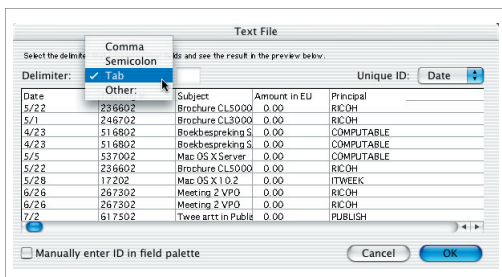 Text File
Comma
Semicolon
✓ Tab
Other:
Select the delimite
lds and see the result in the preview below.
Delimiter:
Unique ID: Date
Date Subject Amount in EU Principal
5/22 236602 Brochure CL5000 0.00 RICOH
5/1 246702 Brochure CL3000 0.00 RICOH
4/23 516802 Boekbespreking S 0.00 COMPUTABLE
4/23 516802 Boekbespreking S 0.00 COMPUTABLE
5/5 537002 Mac OS X Server 0.00 COMPUTABLE
5/22 236602 Brochure CL5000 0.00 RICOH
5/28 17202 Mac OS X 10.2 0.00 ITWEEK
6/26 267302 Meeting 2 VPO 0.00 RICOH
6/26 267302 Meeting 2 VPO 0.00 RICOH
7/2 617502 Twee artt in Publis 0.00 PUBLISH
Manually enter ID in field palette
Cancel
OK